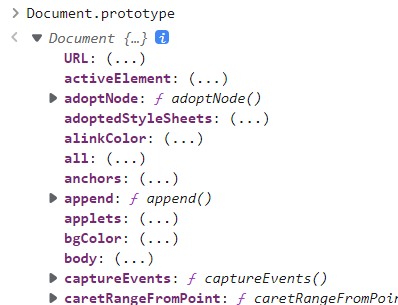 Document.prototype
Document {…} i
URL: (...)
activeElement: (...)
adoptNode: ƒ adoptNode()
adoptedStyleSheets: (...)
alinkColor: (...)
all: (...)
anchors: (...)
append: ƒ append()
applets: (...)
bgColor: (...)
body: (...)
captureEvents: ƒ captureEvents()
caretRangeFromPoint: ƒ caretRangeFromPoin